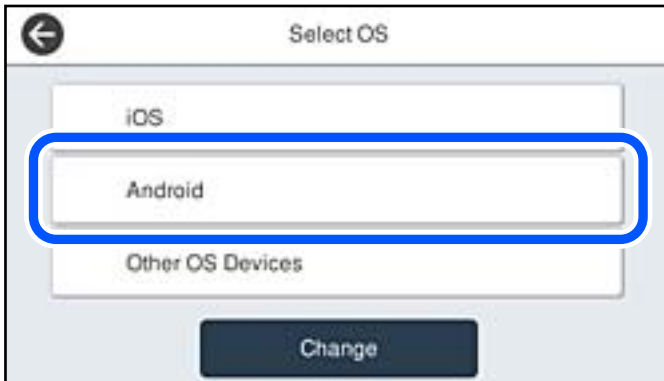 Select OS
iOS
Android
Other OS Devices
Change